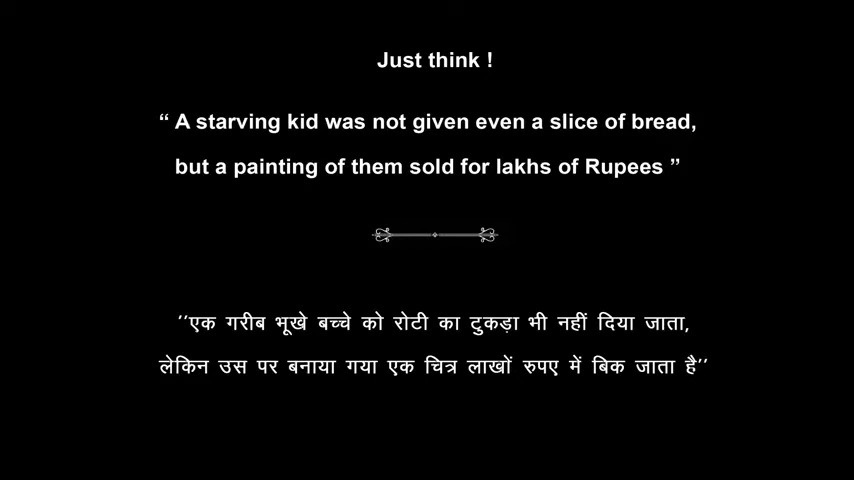 Just think !
“ A starving kid was not given even a slice of bread,
but a painting of them sold for lakhs of Rupees ”
‘‘एक गरीब भूखे बच्चे को रोटी का टुकड़ा भी नहीं दिया जाता,
लेकिन उस पर बनाया गया एक चित्र लाखों रुपए में बिक जाता है’’